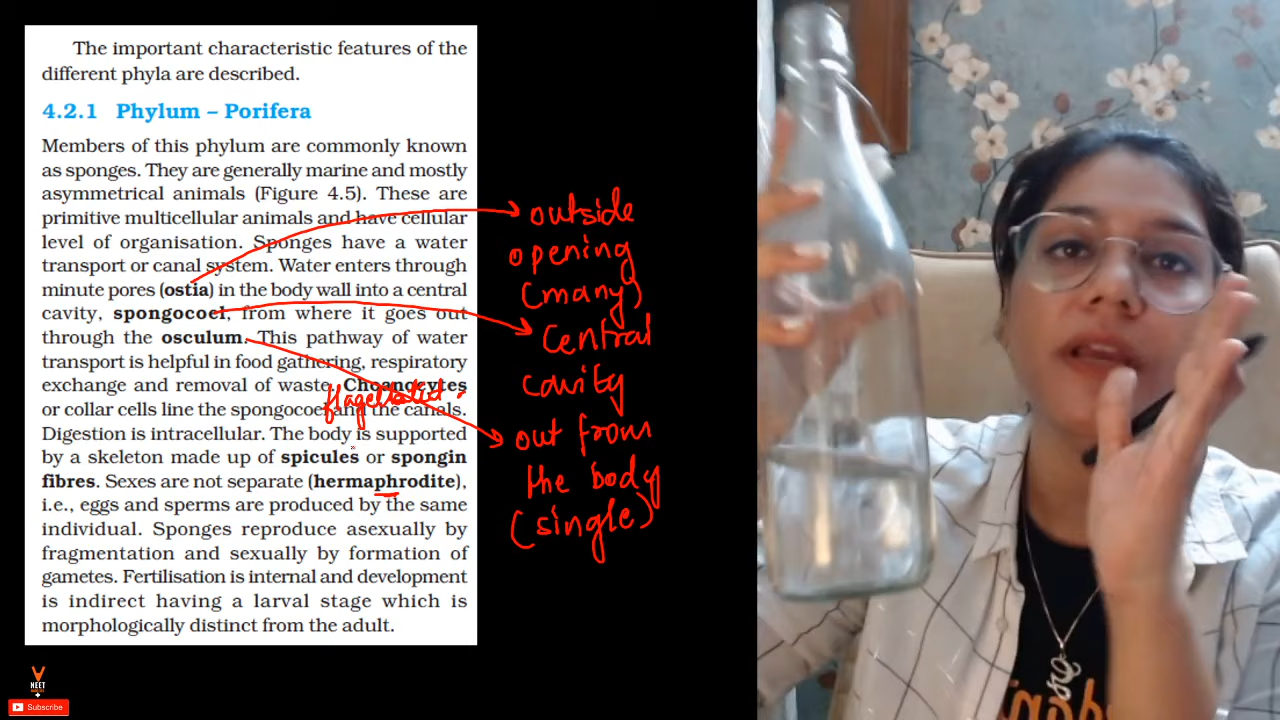 The important characteristic features of the
different phyla are described.
4.2.1 Phylum – Porifera
Members of this phylum are commonly known
as sponges. They are generally marine and mostly
asymmetrical animals (Figure 4.5). These are
primitive multicellular animals and have cellular
level of organisation. Sponges have a water
transport or canal system. Water enters through
minute pores (ostia) in the body wall into a central
cavity, spongocoel, from where it goes out
through the osculum. This pathway of water
transport is helpful in food gathering, respiratory
exchange and removal of waste. Choanocytes
or collar cells line the spongocoel and the canals.
Digestion is intracellular. The body is supported
by a skeleton made up of spicules or spongin
fibres. Sexes are not separate (hermaphrodite),
i.e., eggs and sperms are produced by the same
individual. Sponges reproduce asexually by
fragmentation and sexually by formation of
gametes. Fertilisation is internal and development
is indirect having a larval stage which is
morphologically distinct from the adult.
outside
opening
(many)
Central
cavity
out from
the body
(single)
NEET
Subscribe